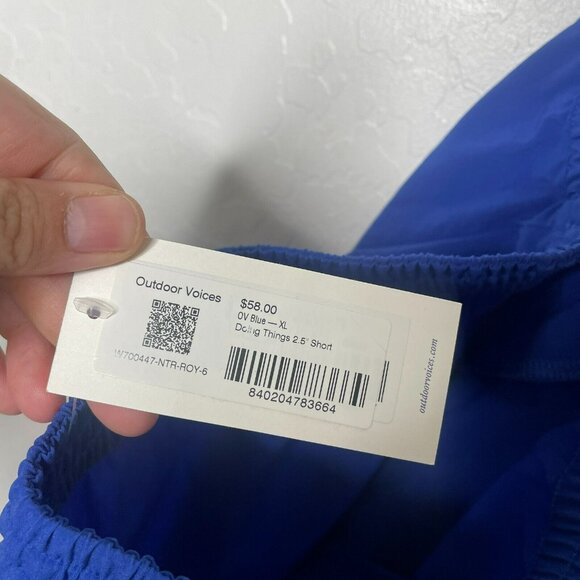 Outdoor Voices
W700447-NTR-ROY-6
$58.00
OV Blue — XL
Doing Things 2.5" Short
840204783664
outdoorvoices.com